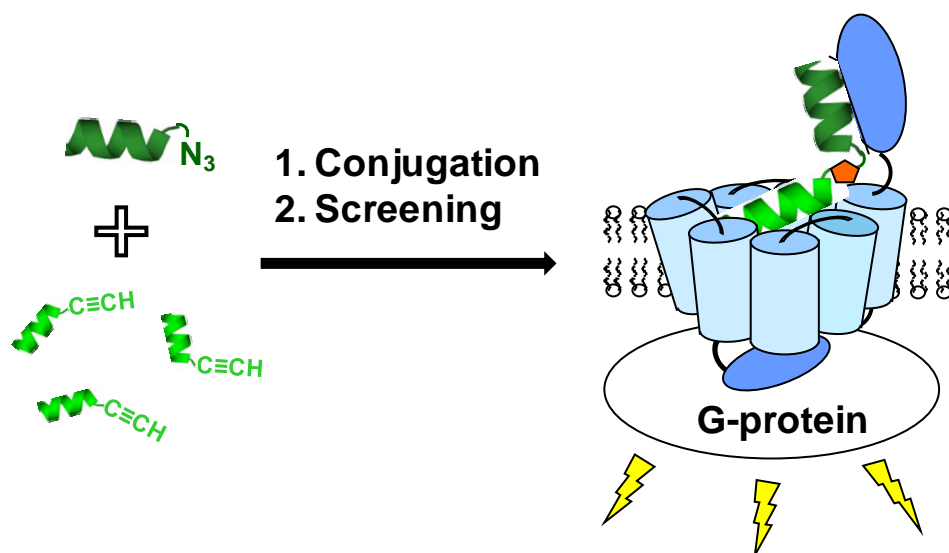 N₃
1. Conjugation
2. Screening
C≡CH
C≡CH
C≡CH
G-protein